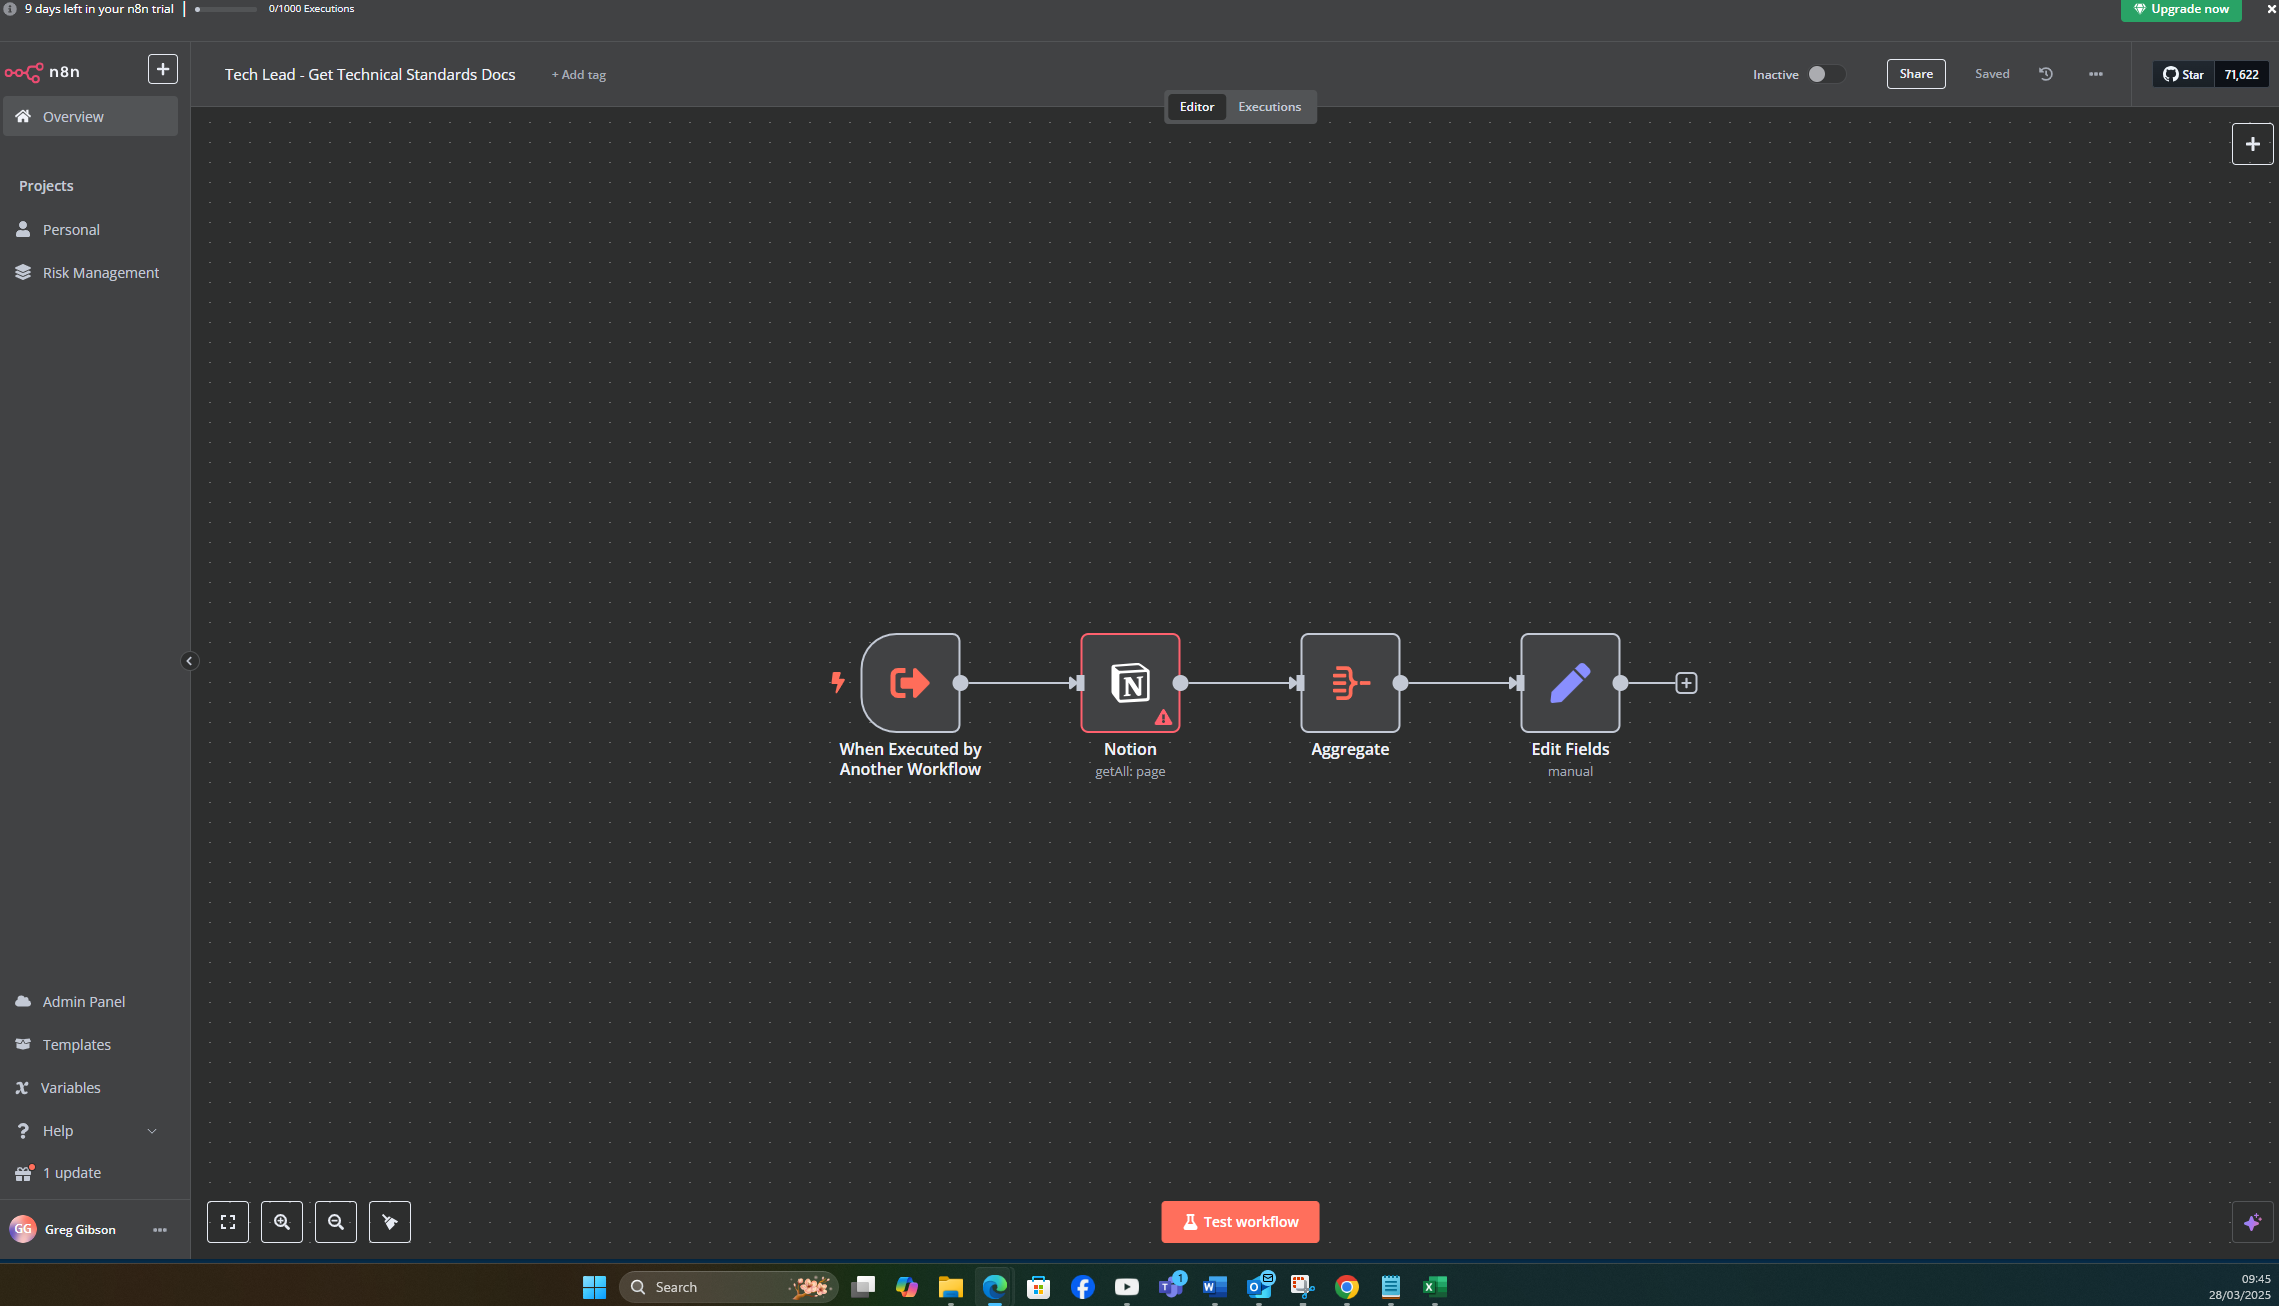 9 days left in your n8n trial
0/1000 Executions
Upgrade now
n8n
Tech Lead - Get Technical Standards Docs
+ Add tag
Inactive
Share
Saved
Star
71,622
Editor
Executions
Overview
Projects
Personal
Risk Management
When Executed by
Another Workflow
N
Notion
getAll: page
Aggregate
Edit Fields
manual
Admin Panel
Templates
Variables
Help
1 update
GG
Greg Gibson
Test workflow
Search
1
09:45
28/03/2025